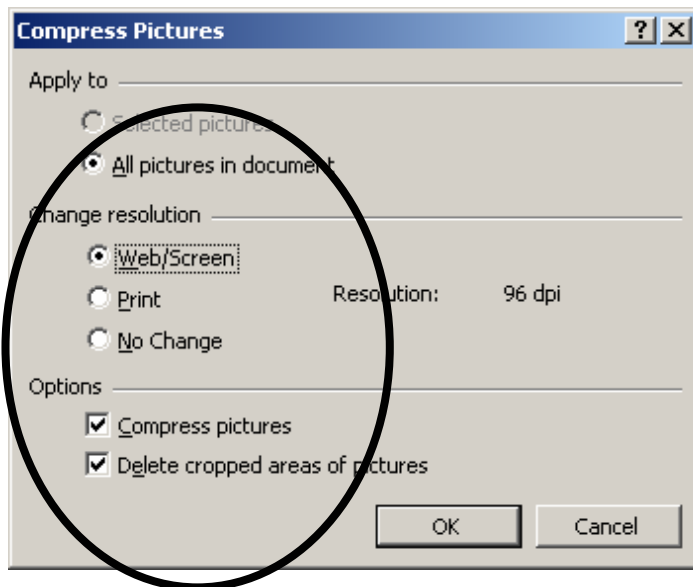 Compress Pictures
Apply to
Selected pictures
All pictures in document
Change resolution
Web/Screen
Print Resolution: 96 dpi
No Change
Options
Compress pictures
Delete cropped areas of pictures
OK Cancel